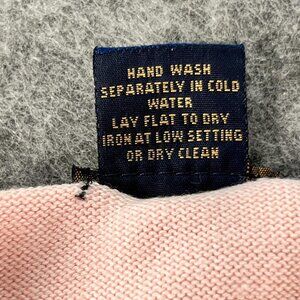 HAND WASH
SEPARATELY IN COLD
WATER
LAY FLAT TO DRY
IRON AT LOW SETTING
OR DRY CLEAN